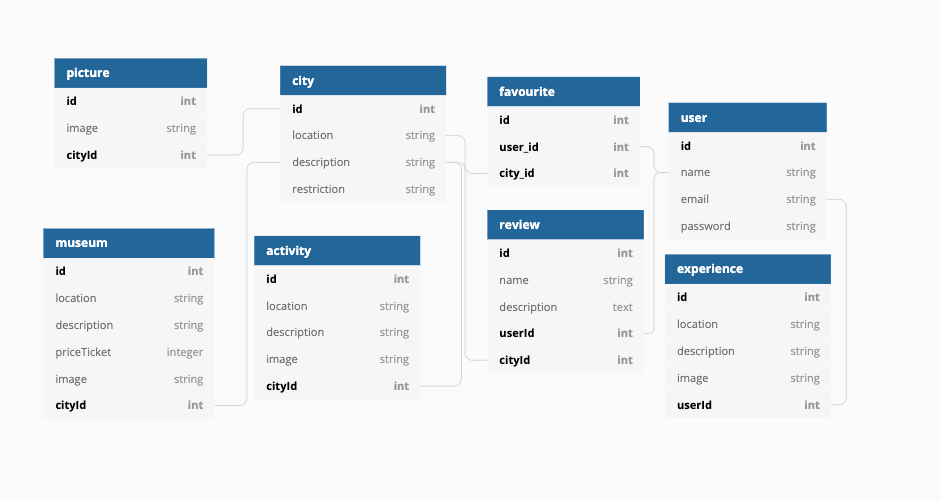 picture
id int
image string
cityId int
city
id int
location string
description string
restriction string
favourite
id int
user_id int
city_id int
user
id int
name string
email string
password string
museum
id int
location string
description string
priceTicket integer
image string
cityId int
activity
id int
location string
description string
image string
cityId int
review
id int
name string
description text
userId int
cityId int
experience
id int
location string
description string
image string
userId int